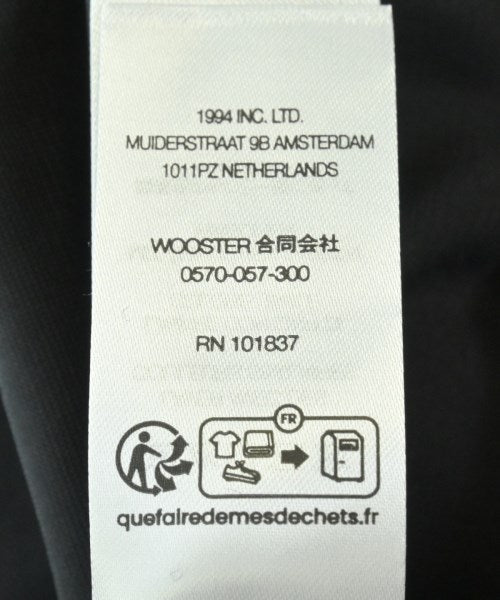 1994 INC. LTD.
MUIDERSTRAAT 9B AMSTERDAM
1011PZ NETHERLANDS
WOOSTER 合同会社
0570-057-300
RN 101837
FR
quefairedemesdechets.fr